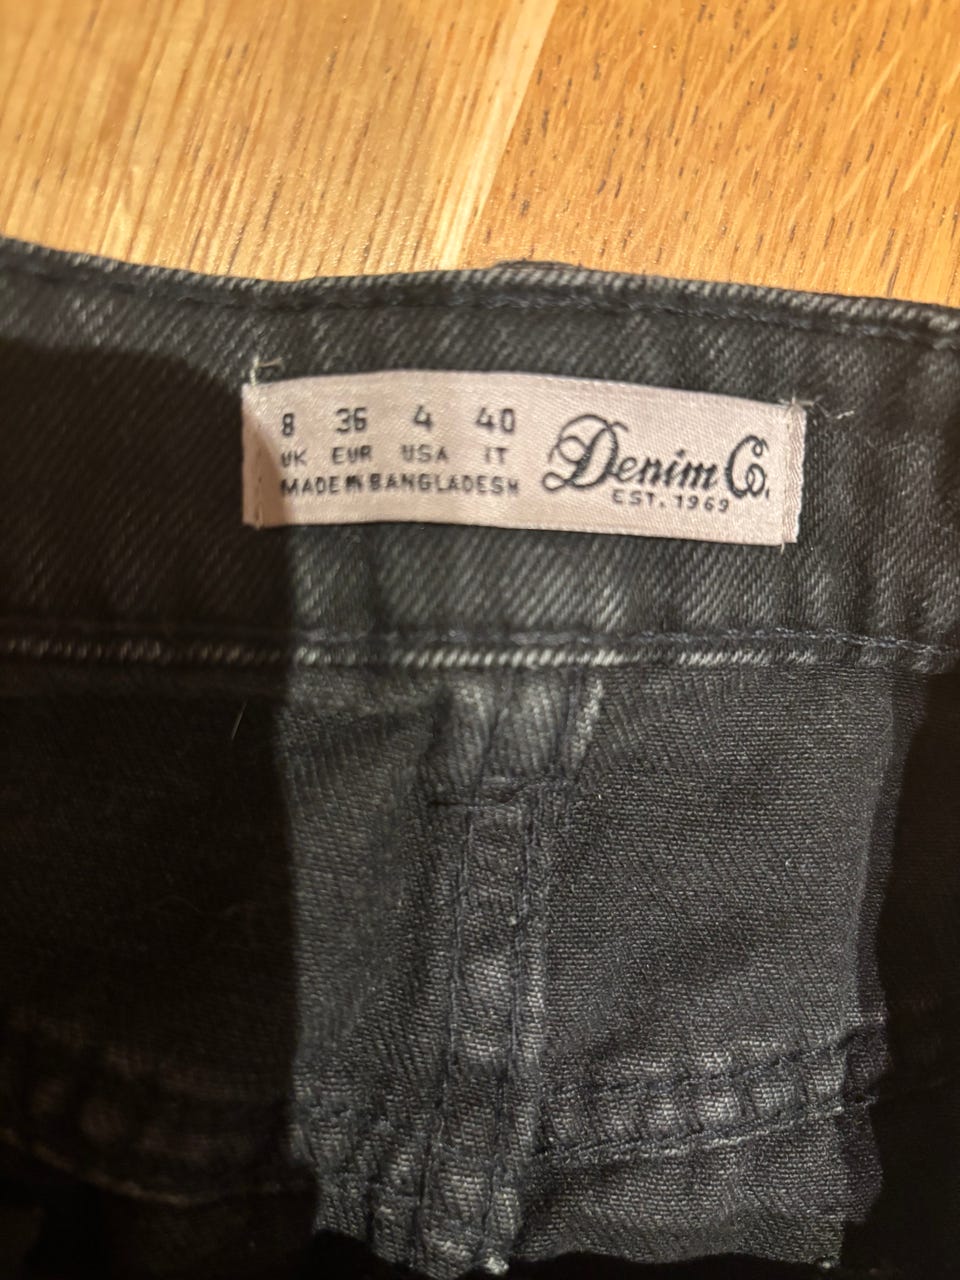 8 36 4 40
UK EUR USA IT
MADE IN BANGLADESH
Denim Co.
EST. 1969